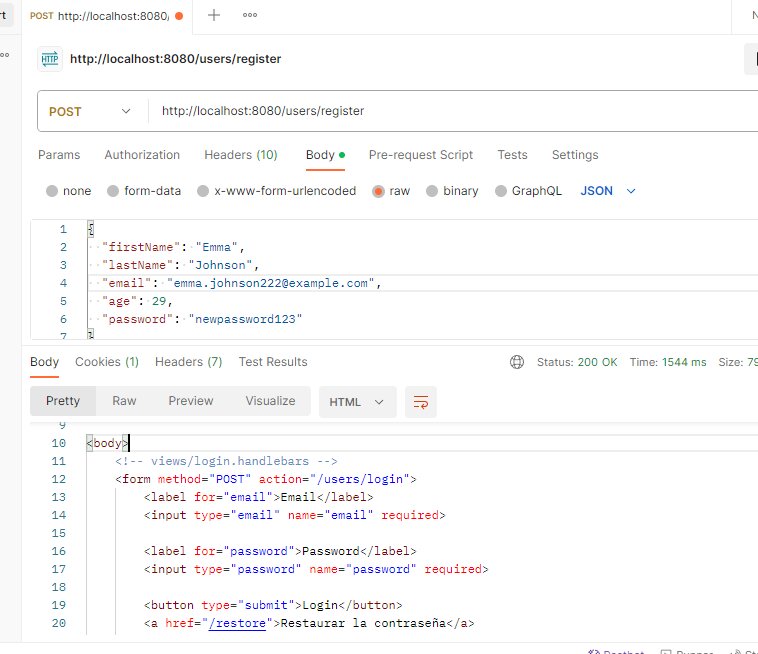 rt
POST http://localhost:8080/
N
HTTP http://localhost:8080/users/register
POST http://localhost:8080/users/register
Params Authorization Headers (10) Body Pre-request Script Tests Settings
none form-data x-www-form-urlencoded raw binary GraphQL JSON
1 {
2 "firstName": "Emma",
3 "lastName": "Johnson",
4 "email": "emma.johnson222@example.com",
5 "age": 29,
6 "password": "newpassword123"
7 }
Body Cookies (1) Headers (7) Test Results Status: 200 OK Time: 1544 ms Size: 79
Pretty Raw Preview Visualize HTML
9
10 <body>
11 <!-- views/login.handlebars -->
12 <form method="POST" action="/users/login">
13 <label for="email">Email</label>
14 <input type="email" name="email" required>
15
16 <label for="password">Password</label>
17 <input type="password" name="password" required>
18
19 <button type="submit">Login</button>
20 <a href="/restore">Restaurar la contraseña</a>